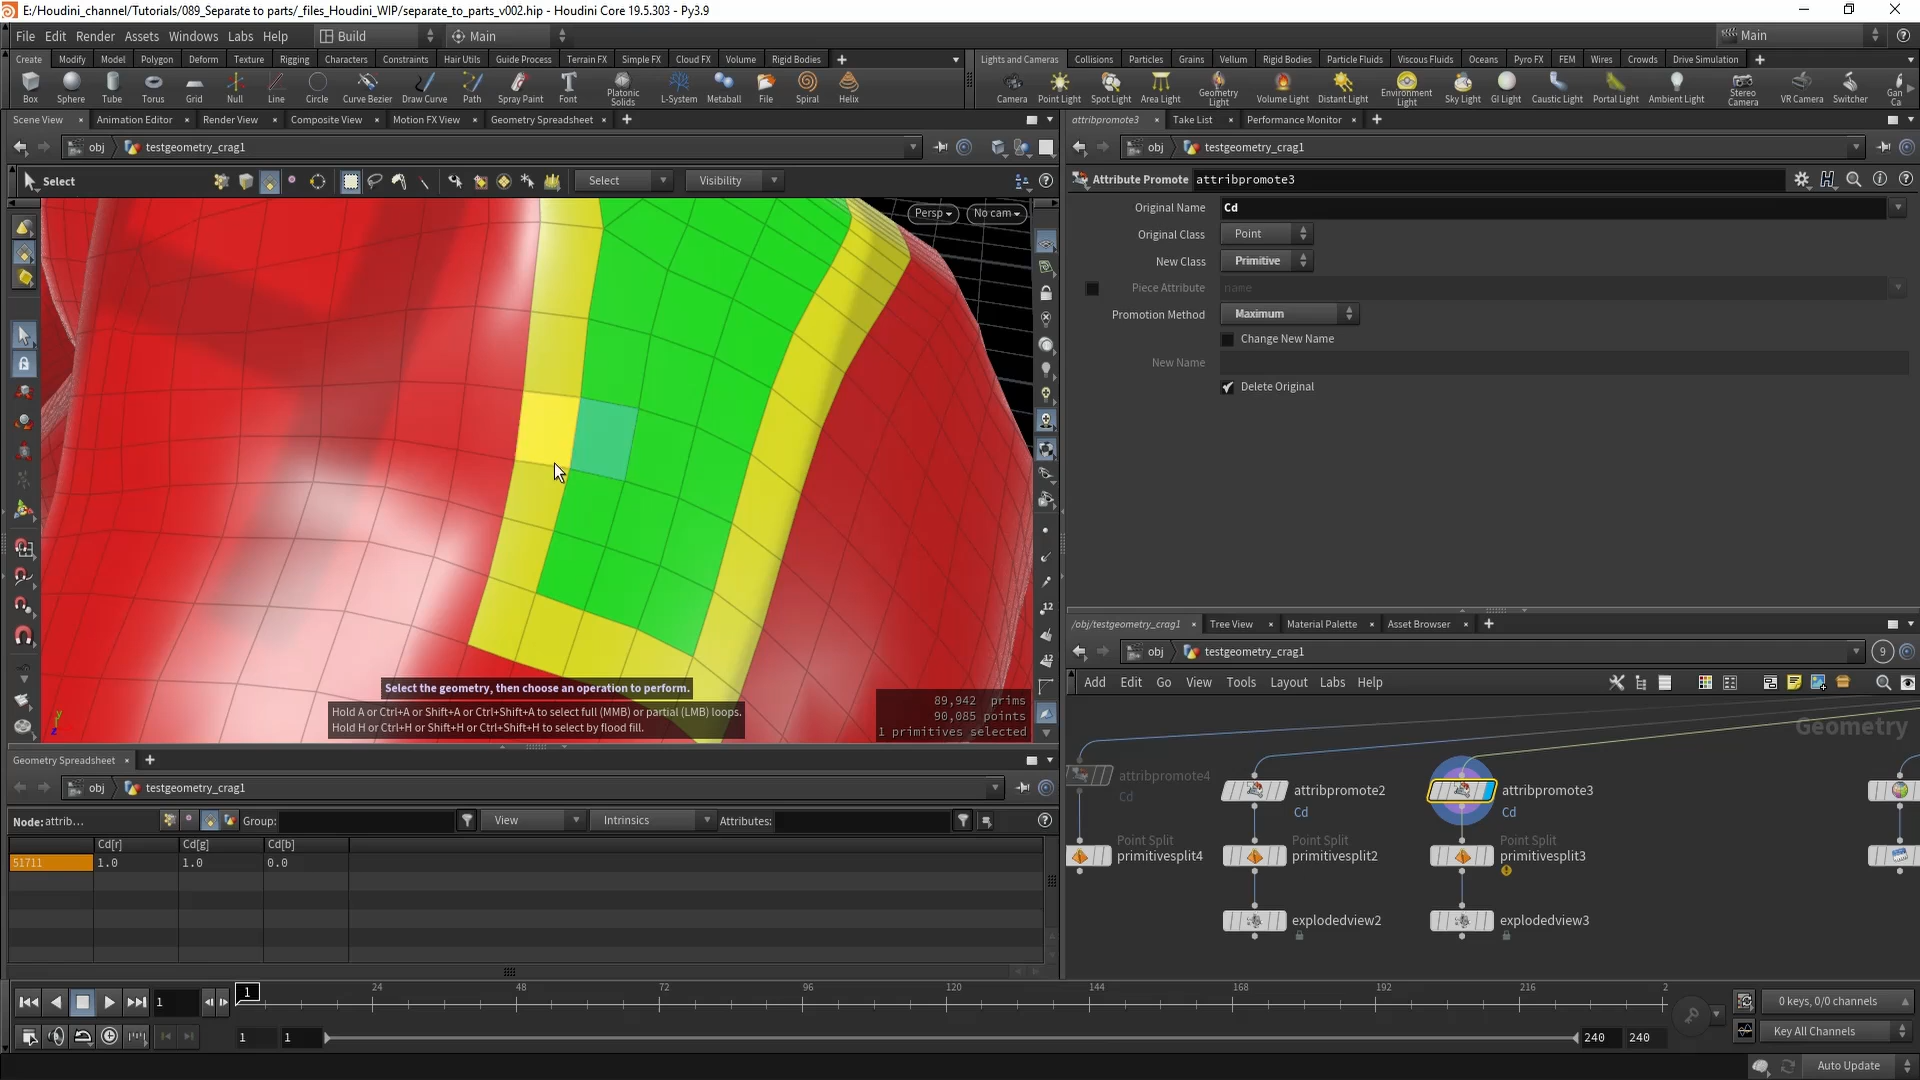 E:/Houdini_channel/Tutorials/089_Separate to parts/_files_Houdini_WIP/separate_to_parts_v002.hip - Houdini Core 19.5.303 - Py3.9
File Edit Render Assets Windows Labs Help Build Main Main
Create Modify Model Polygon Deform Texture Rigging Characters Constraints Hair Utils Guide Process Terrain FX Simple FX Cloud FX Volume Rigid Bodies
Lights and Cameras Collisions Particles Grains Vellum Rigid Bodies Particle Fluids Viscous Fluids Oceans Pyro FX FEM Wires Crowds Drive Simulation
Box Sphere Tube Torus Grid Null Line Circle Curve Bezier Draw Curve Path Spray Paint Font Platonic Solids L-System Metaball File Spiral Helix
Camera Point Light Spot Light Area Light Geometry Light Volume Light Distant Light Environment Light Sky Light GI Light Caustic Light Portal Light Ambient Light Stereo Camera VR Camera Switcher Gan Ca
Scene View Animation Editor Render View Composite View Motion FX View Geometry Spreadsheet
attribpromote3 Take List Performance Monitor
obj testgeometry_crag1
obj testgeometry_crag1
Select Select Visibility
Attribute Promote attribpromote3
Persp No cam
Original Name Cd
Original Class Point
New Class Primitive
Piece Attribute name
Promotion Method Maximum
Change New Name
New Name
Delete Original
12
12
Select the geometry, then choose an operation to perform.
Hold A or Ctrl+A or Shift+A or Ctrl+Shift+A to select full (MMB) or partial (LMB) loops.
Hold H or Ctrl+H or Shift+H or Ctrl+Shift+H to select by flood fill.
89,942 prims
90,085 points
1 primitives selected
/obj/testgeometry_crag1 Tree View Material Palette Asset Browser
obj testgeometry_crag1 9
Add Edit Go View Tools Layout Labs Help
Geometry
attribpromote4
Cd
attribpromote2
Cd
attribpromote3
Cd
Point Split
primitivesplit4
Point Split
primitivesplit2
Point Split
primitivesplit3
explodedview2
explodedview3
Geometry Spreadsheet
obj testgeometry_crag1
Node: attrib... Group: View Intrinsics Attributes:
Cd[r] Cd[g] Cd[b]
51711 1.0 1.0 0.0
1 1 24 48 72 96 120 144 168 192 216 2
0 keys, 0/0 channels
1 1 240 240
Key All Channels
Auto Update